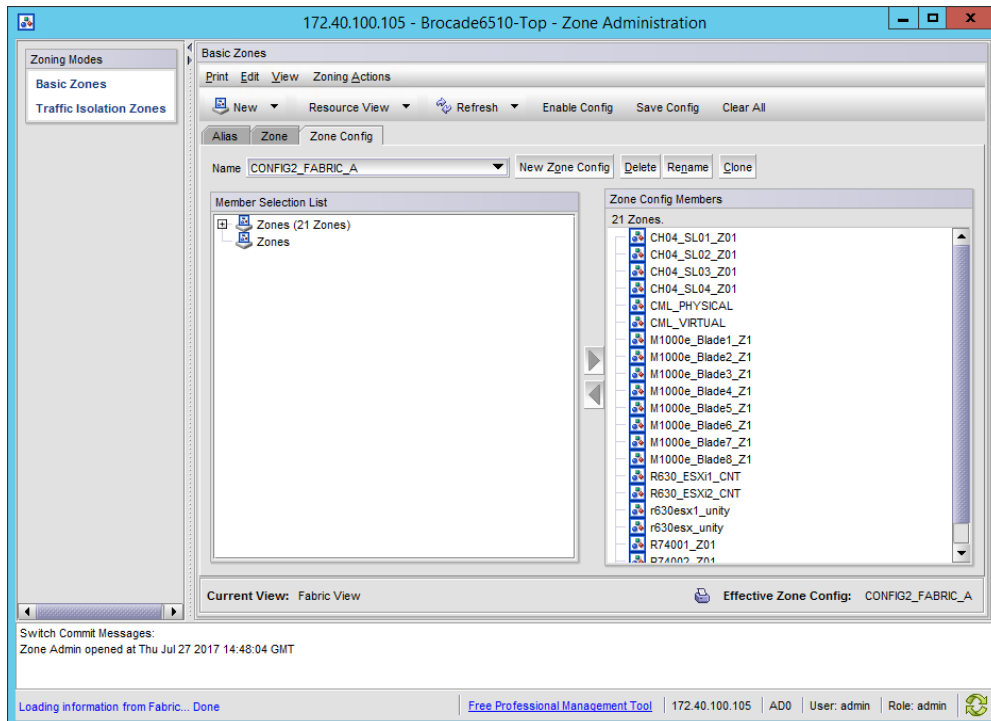 172.40.100.105 - Brocade6510-Top - Zone Administration
Zoning Modes
Basic Zones
Traffic Isolation Zones
Basic Zones
Print Edit View Zoning Actions
New Resource View Refresh Enable Config Save Config Clear All
Alias Zone Zone Config
Name CONFIG2_FABRIC_A New Zone Config Delete Rename Clone
Member Selection List
Zones (21 Zones)
Zones
Zone Config Members
21 Zones.
CH04_SL01_Z01
CH04_SL02_Z01
CH04_SL03_Z01
CH04_SL04_Z01
CML_PHYSICAL
CML_VIRTUAL
M1000e_Blade1_Z1
M1000e_Blade2_Z1
M1000e_Blade3_Z1
M1000e_Blade4_Z1
M1000e_Blade5_Z1
M1000e_Blade6_Z1
M1000e_Blade7_Z1
M1000e_Blade8_Z1
R630_ESXi1_CNT
R630_ESXi2_CNT
r630esx1_unity
r630esx_unity
R74001_Z01
R74002_Z01
Current View: Fabric View Effective Zone Config: CONFIG2_FABRIC_A
Switch Commit Messages:
Zone Admin opened at Thu Jul 27 2017 14:48:04 GMT
Loading information from Fabric... Done Free Professional Management Tool 172.40.100.105 AD0 User: admin Role: admin